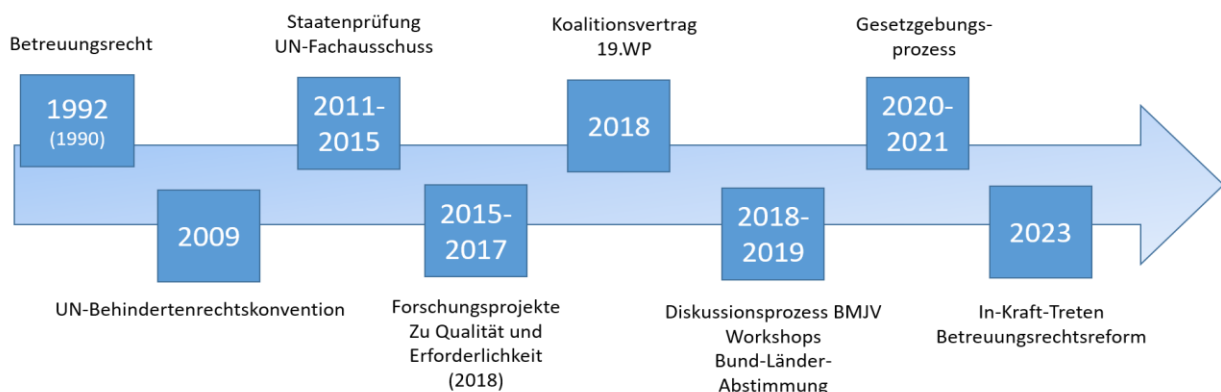 Betreuungsrecht
1992
(1990)
2009
UN-Behindertenrechtskonvention
Staatenprüfung
UN-Fachausschuss
2011-
2015
2015-
2017
Forschungsprojekte
Zu Qualität und
Erforderlichkeit
(2018)
Koalitionsvertrag
19.WP
2018
2018-
2019
Diskussionsprozess BMJV
Workshops
Bund-Länder-
Abstimmung
Gesetzgebungs-
prozess
2020-
2021
2023
In-Kraft-Treten
Betreuungsrechtsreform